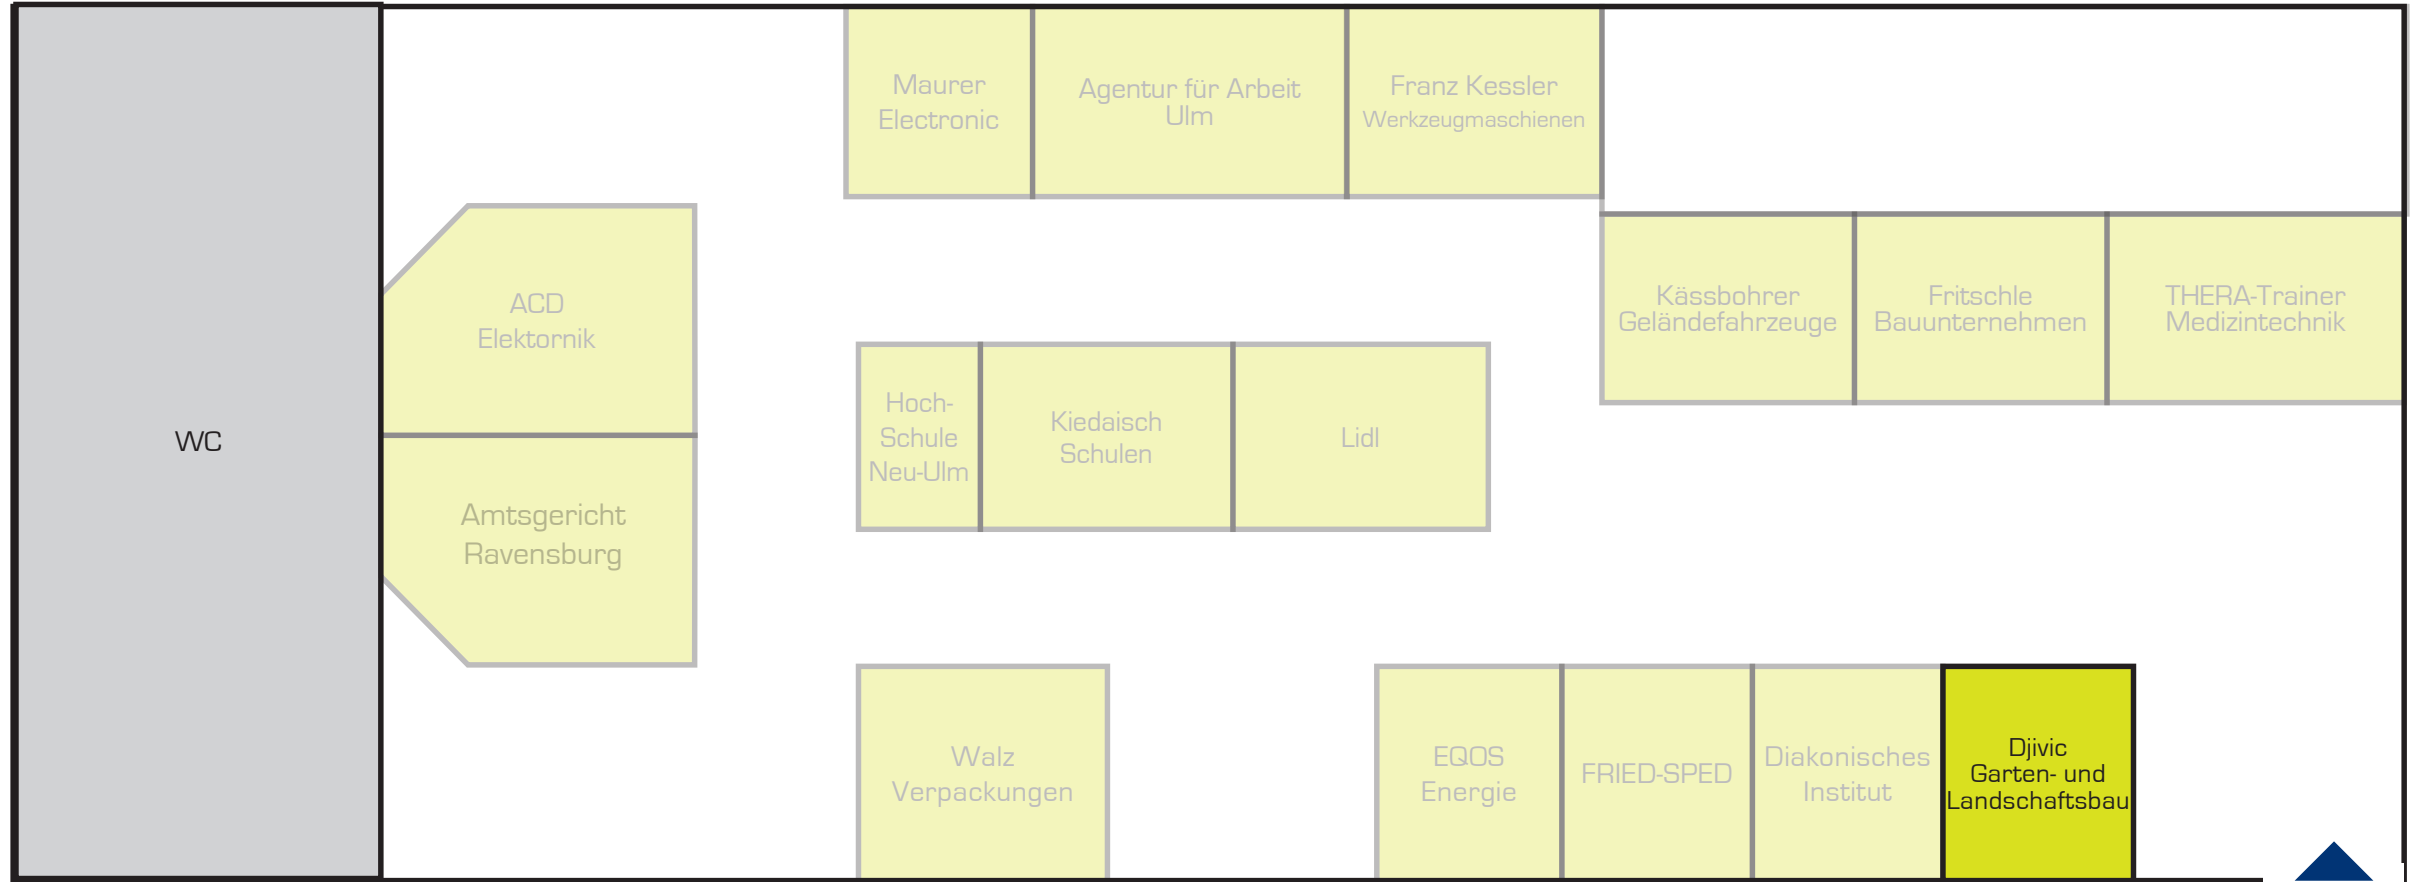 Maurer
Electronic
Agentur für Arbeit
Ulm
Franz Kessler
Werkzeugmaschienen
ACD
Elektornik
Kässbohrer
Geländefahrzeuge
Fritschle
Bauunternehmen
THERA-Trainer
Medizintechnik
WC
Hoch-
Schule
Neu-Ulm
Kiedaisch
Schulen
Lidl
Amtsgericht
Ravensburg
Walz
Verpackungen
EQOS
Energie
FRIED-SPED
Diakonisches
Institut
Djivic
Garten- und
Landschaftsbau